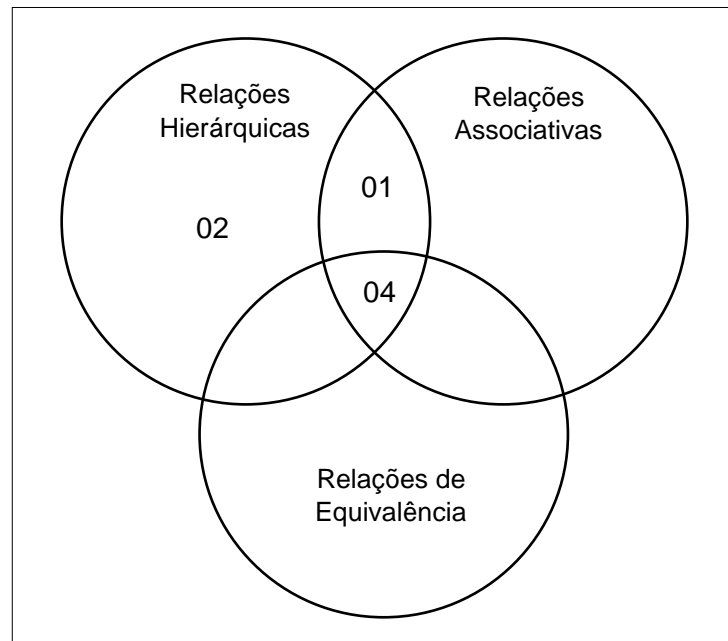 Relações
Hierárquicas
Relações
Associativas
01
02
04
Relações de
Equivalência